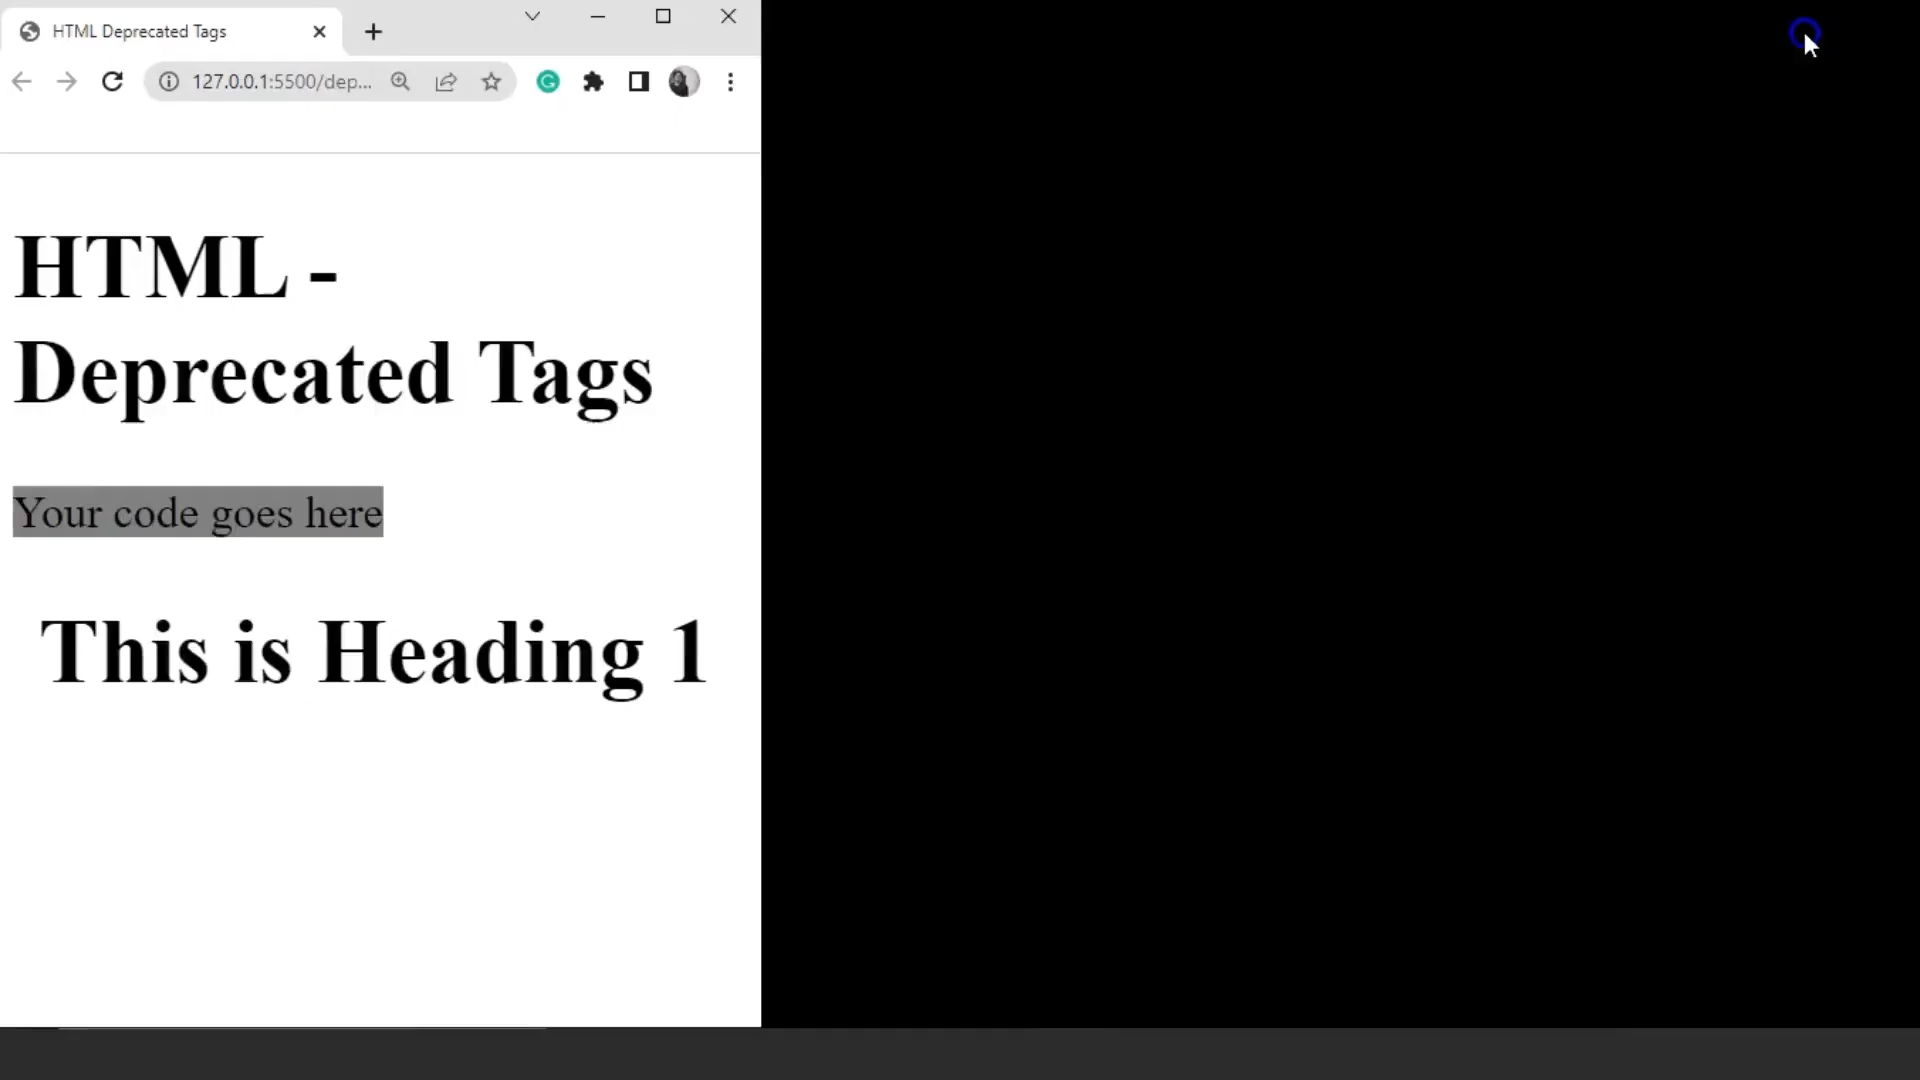 HTML Deprecated Tags
127.0.0.1:5500/dep...
HTML -
Deprecated Tags
Your code goes here
This is Heading 1